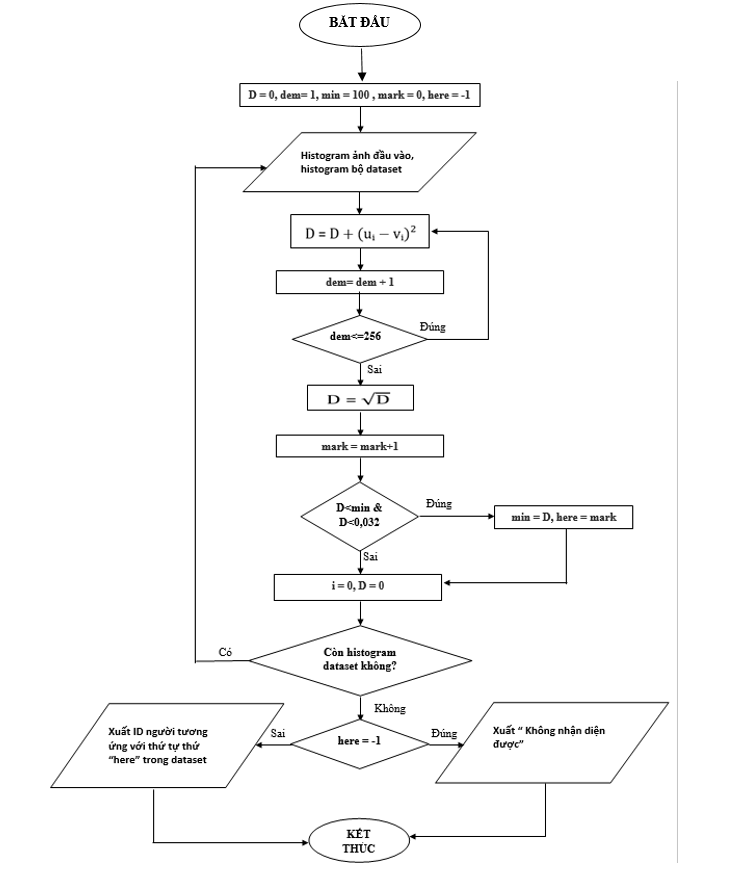 BẮT ĐẦU
D = 0, dem= 1, min = 100 , mark = 0, here = -1
Histogram ảnh đầu vào,
histogram bộ dataset
D = D + (uᵢ − vᵢ)²
dem= dem + 1
dem<=256
Đúng
Sai
D = √D
mark = mark+1
D<min &
D<0,032
Đúng
min = D, here = mark
Sai
i = 0, D = 0
Còn histogram
dataset không?
Có
Không
here = -1
Sai
Đúng
Xuất ID người tương
ứng với thứ tự thứ
“here” trong dataset
Xuất “ Không nhận diện
được”
KẾT
THÚC